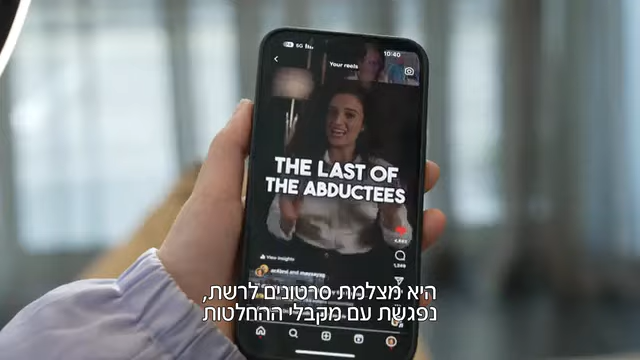 5G
10:40
Your reels
THE LAST OF
THE ABDUCTEES
View insights
היא מצלמת סרטונים לרשת,
נפגשת עם מקבלי ההחלטות